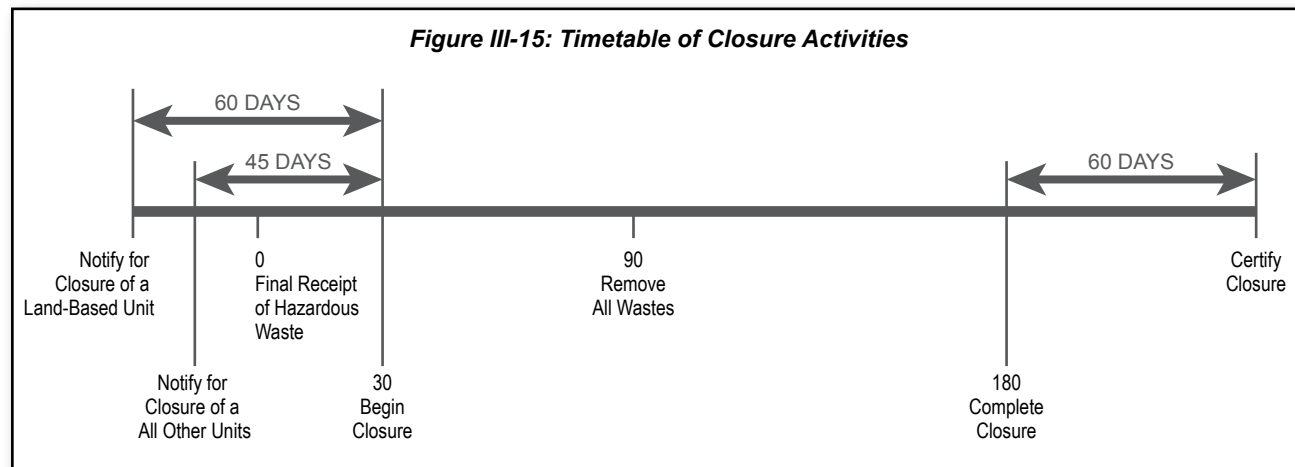 Figure III-15: Timetable of Closure Activities
60 DAYS
45 DAYS
60 DAYS
Notify for
Closure of a
Land-Based Unit
0
Final Receipt
of Hazardous
Waste
90
Remove
All Wastes
Certify
Closure
Notify for
Closure of a
All Other Units
30
Begin
Closure
180
Complete
Closure